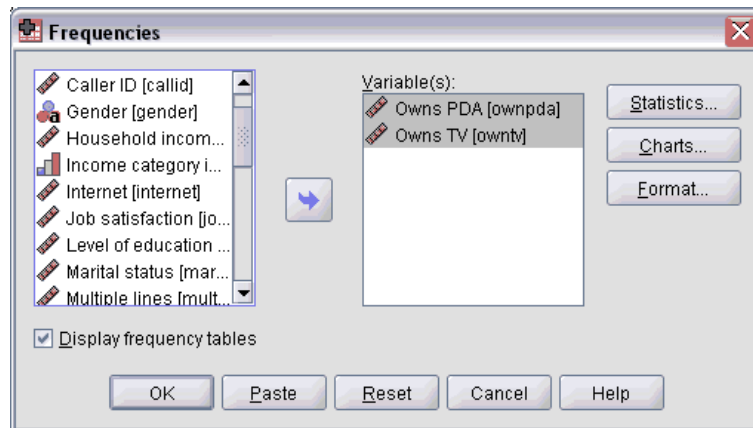 Frequencies
Caller ID [callid]
Gender [gender]
Household incom...
Income category i...
Internet [internet]
Job satisfaction [jo...
Level of education ...
Marital status [mar...
Multiple lines [mult...
Variable(s):
Owns PDA [ownpda]
Owns TV [owntv]
Statistics...
Charts...
Format...
Display frequency tables
OK
Paste
Reset
Cancel
Help